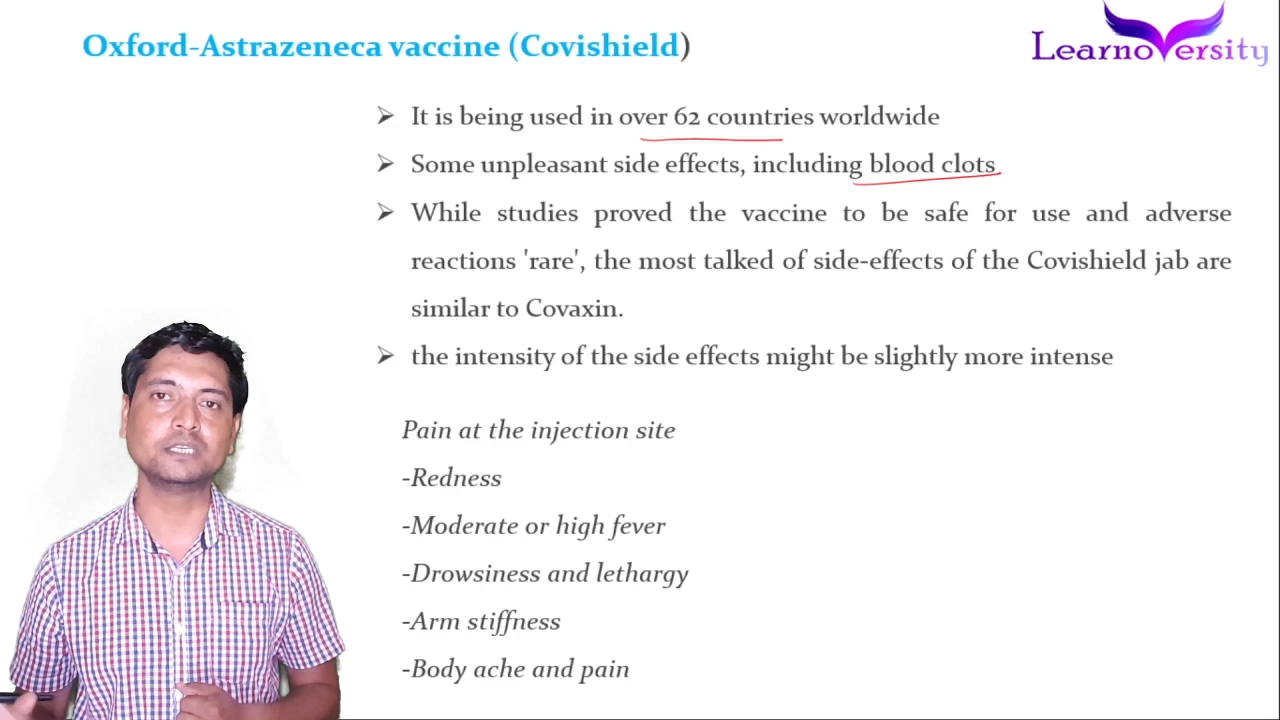 Oxford-Astrazeneca vaccine (Covishield)
Learnoversity
➢ It is being used in over 62 countries worldwide
➢ Some unpleasant side effects, including blood clots
➢ While studies proved the vaccine to be safe for use and adverse
reactions 'rare', the most talked of side-effects of the Covishield jab are
similar to Covaxin.
➢ the intensity of the side effects might be slightly more intense
Pain at the injection site
-Redness
-Moderate or high fever
-Drowsiness and lethargy
-Arm stiffness
-Body ache and pain